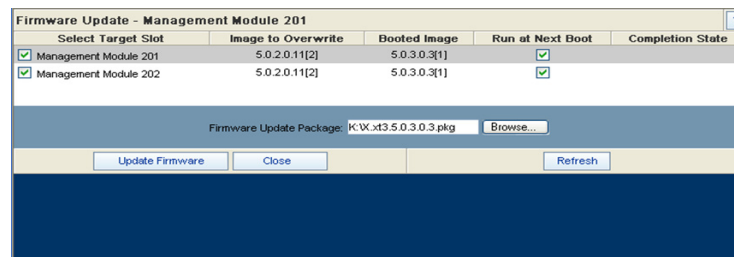 Firmware Update - Management Module 201
Select Target Slot Image to Overwrite Booted Image Run at Next Boot Completion State
Management Module 201 5.0.2.0.11[2] 5.0.3.0.3[1]
Management Module 202 5.0.2.0.11[2] 5.0.3.0.3[1]
Firmware Update Package: K:\X.xt3.5.0.3.0.3.pkg Browse...
Update Firmware Close Refresh